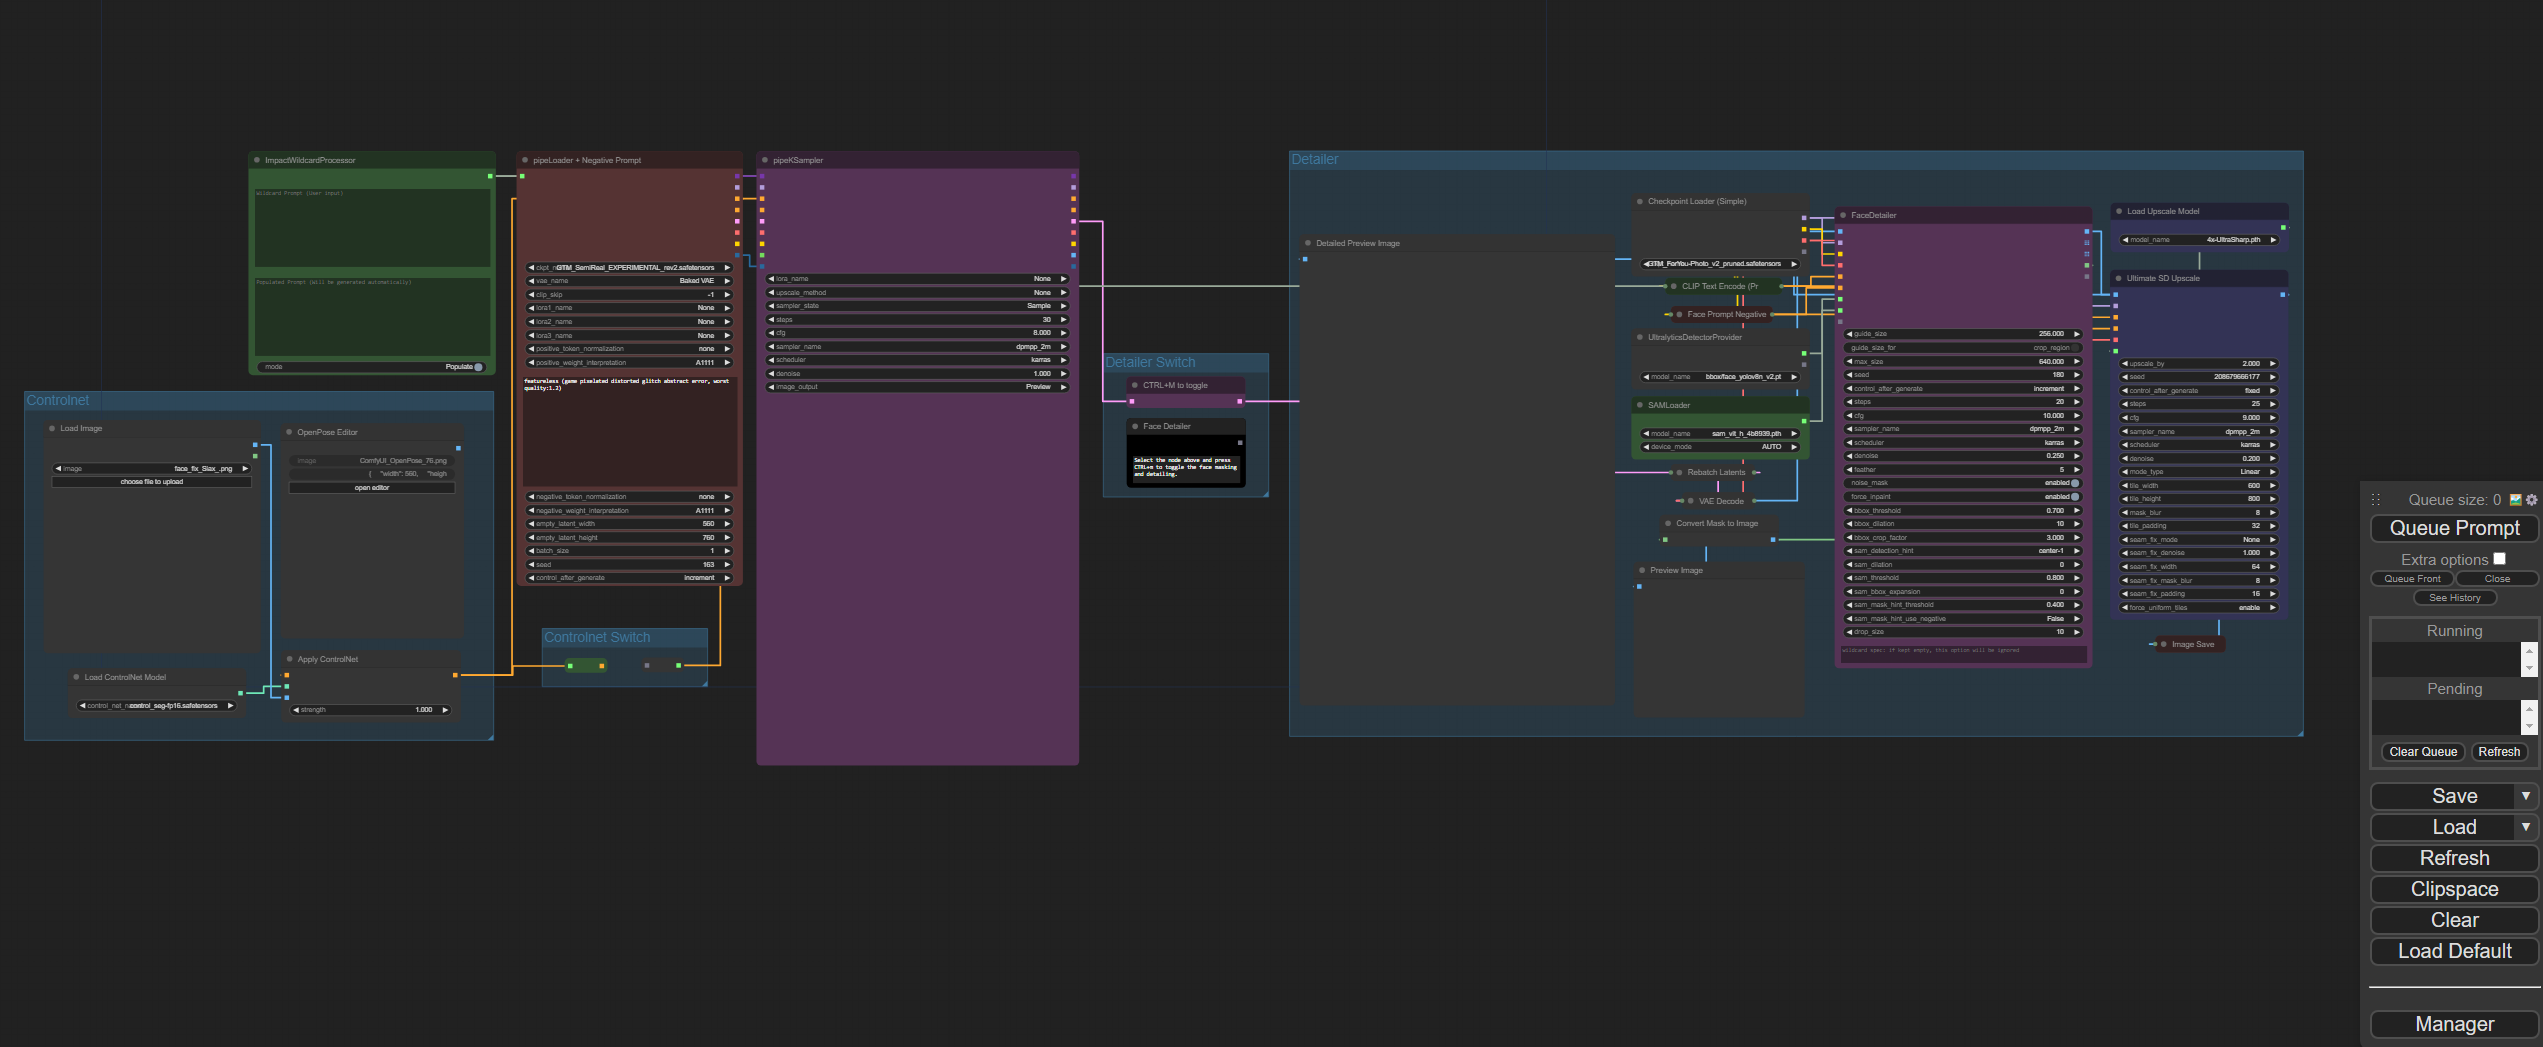 ImpactWildcardProcessor
Wildcard Prompt (User input)
Populated Prompt (Will be generated automatically)
mode Populate
pipeLoader + Negative Prompt
GTM_SemiReal_EXPERIMENTAL_rev2.safetensors
vae_name Baked VAE
clip_skip -1
lora1_name None
lora2_name None
lora3_name None
positive_token_normalization none
positive_weight_interpretation A1111
featureless (game pixelated distorted glitch abstract error, worst
quality:1.2)
negative_token_normalization none
negative_weight_interpretation A1111
empty_latent_width 560
empty_latent_height 760
batch_size 1
seed 163
control_after_generate increment
pipeKSampler
lora_name None
upscale_method None
sampler_state Sample
steps 30
cfg 8.000
sampler_name dpmpp_2m
scheduler karras
denoise 1.000
image_output Preview
Controlnet
Load Image
image face_fix_Slax_.png
choose file to upload
OpenPose Editor
image ComfyUI_OpenPose_76.png
{ "width": 560, "heigh
open editor
Load ControlNet Model
control_seg-fp16.safetensors
Apply ControlNet
strength 1.000
Controlnet Switch
Detailer Switch
CTRL+M to toggle
Face Detailer
Select the node above and press
CTRL+m to toggle the face masking
and detailing.
Detailer
Detailed Preview Image
Checkpoint Loader (Simple)
GTM_ForYou-Photo_v2_pruned.safetensors
CLIP Text Encode (Pr
Face Prompt Negative
UltralyticsDetectorProvider
model_name bbox/face_yolov8n_v2.pt
SAMLoader
model_name sam_vit_h_4b8939.pth
device_mode AUTO
Rebatch Latents
VAE Decode
Convert Mask to Image
Preview Image
FaceDetailer
guide_size 256.000
guide_size_for crop_region
max_size 640.000
seed 180
control_after_generate increment
steps 20
cfg 10.000
sampler_name dpmpp_2m
scheduler karras
denoise 0.250
feather 5
noise_mask enabled
force_inpaint enabled
bbox_threshold 0.700
bbox_dilation 10
bbox_crop_factor 3.000
sam_detection_hint center-1
sam_dilation 0
sam_threshold 0.800
sam_bbox_expansion 0
sam_mask_hint_threshold 0.400
sam_mask_hint_use_negative False
drop_size 10
wildcard spec: if kept empty, this option will be ignored
Load Upscale Model
model_name 4x-UltraSharp.pth
Ultimate SD Upscale
upscale_by 2.000
seed 208679666177
control_after_generate fixed
steps 25
cfg 9.000
sampler_name dpmpp_2m
scheduler karras
denoise 0.200
mode_type Linear
tile_width 600
tile_height 800
mask_blur 8
tile_padding 32
seam_fix_mode None
seam_fix_denoise 1.000
seam_fix_width 64
seam_fix_mask_blur 8
seam_fix_padding 16
force_uniform_tiles enable
Image Save
Queue size: 0
Queue Prompt
Extra options
Queue Front Close
See History
Running
Pending
Clear Queue Refresh
Save
Load
Refresh
Clipspace
Clear
Load Default
Manager